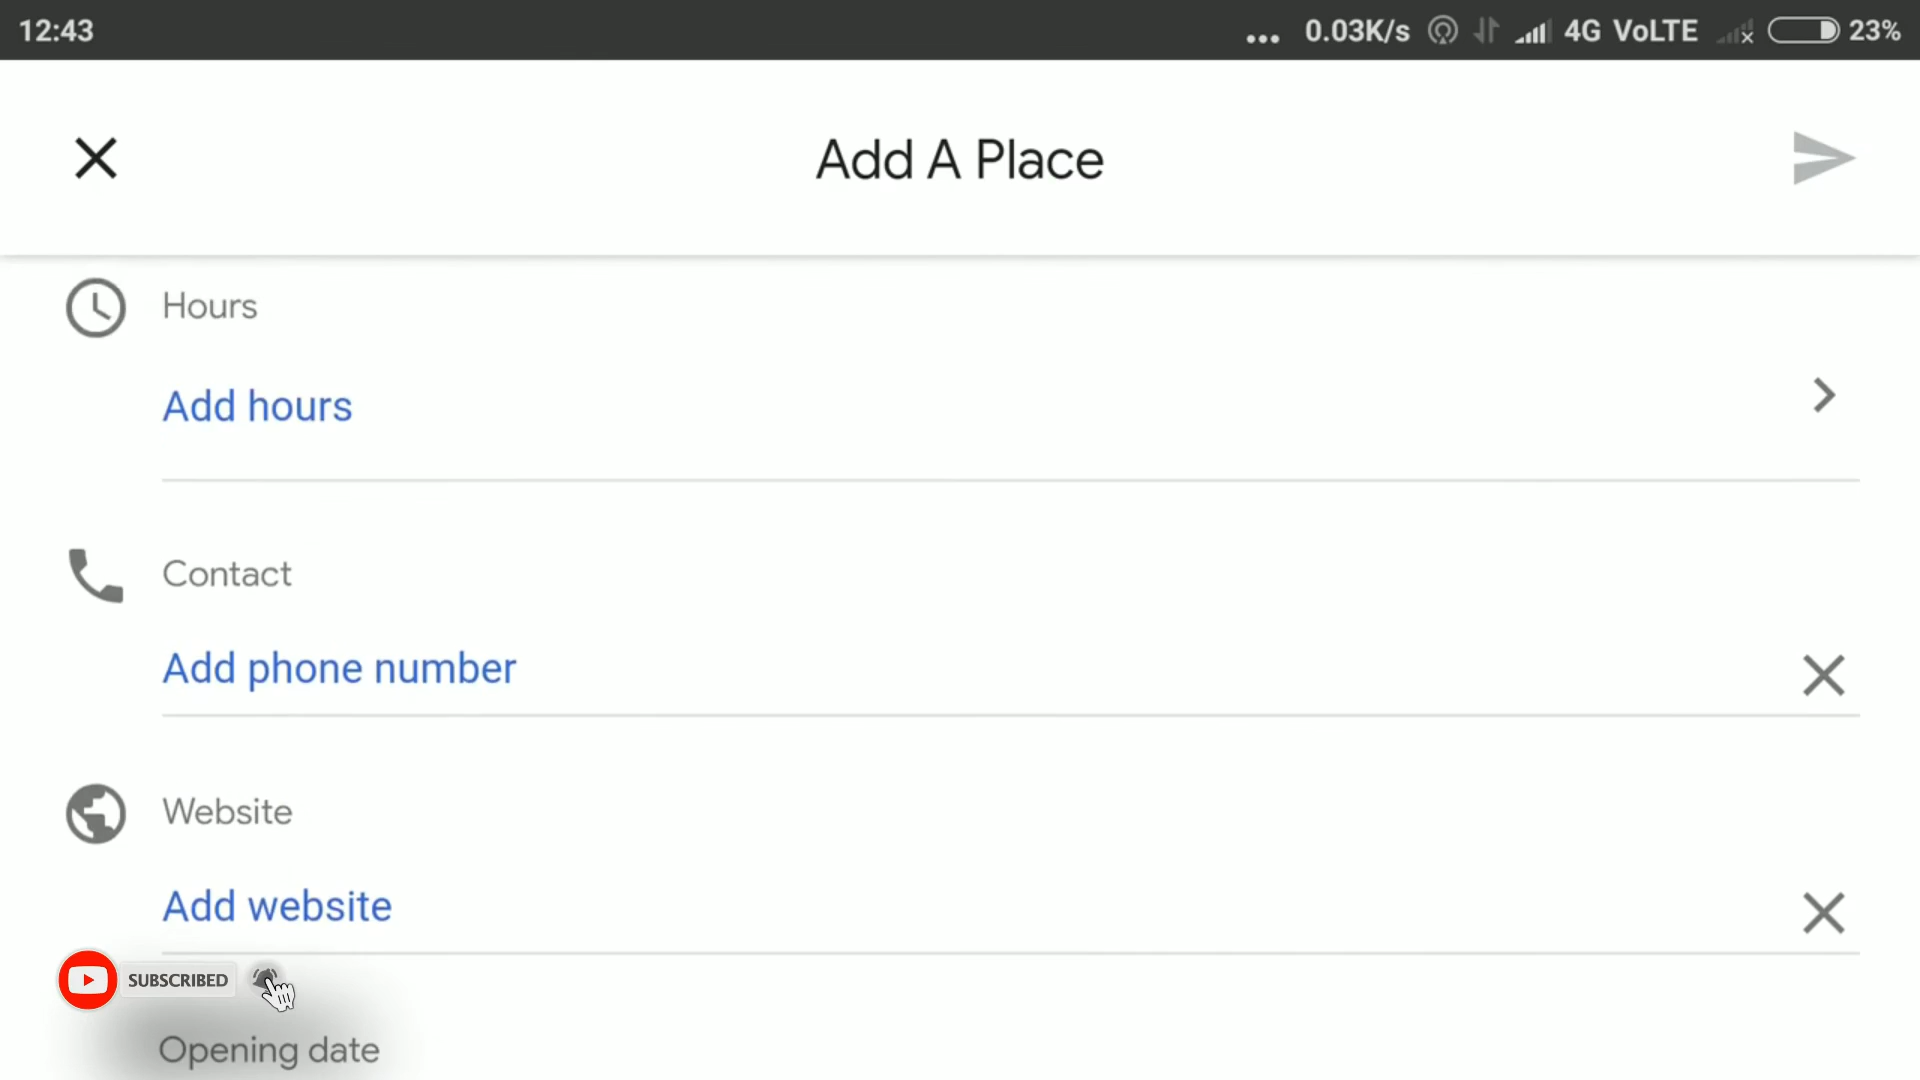 12:43
... 0.03K/s 4G VoLTE 23%
Add A Place
Hours
Add hours
Contact
Add phone number
Website
Add website
SUBSCRIBED
Opening date